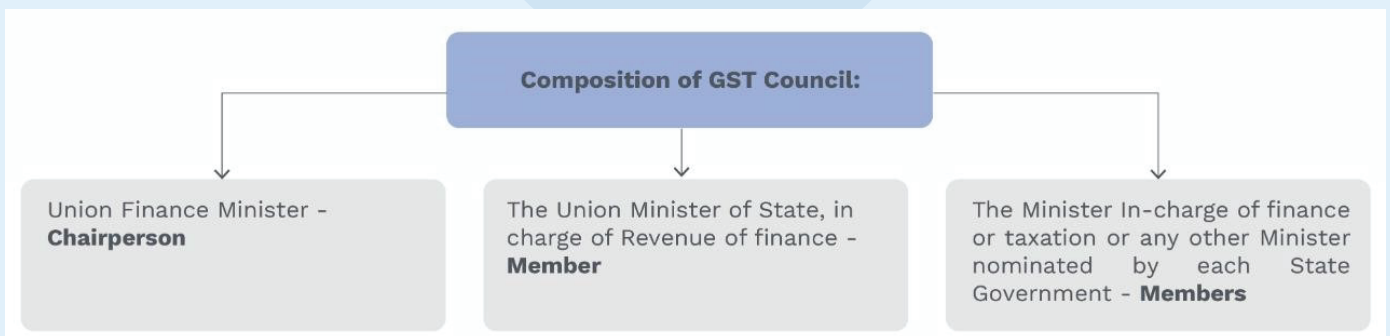 Composition of GST Council:
Union Finance Minister -
Chairperson
The Union Minister of State, in
charge of Revenue of finance -
Member
The Minister In-charge of finance
or taxation or any other Minister
nominated by each State
Government - Members